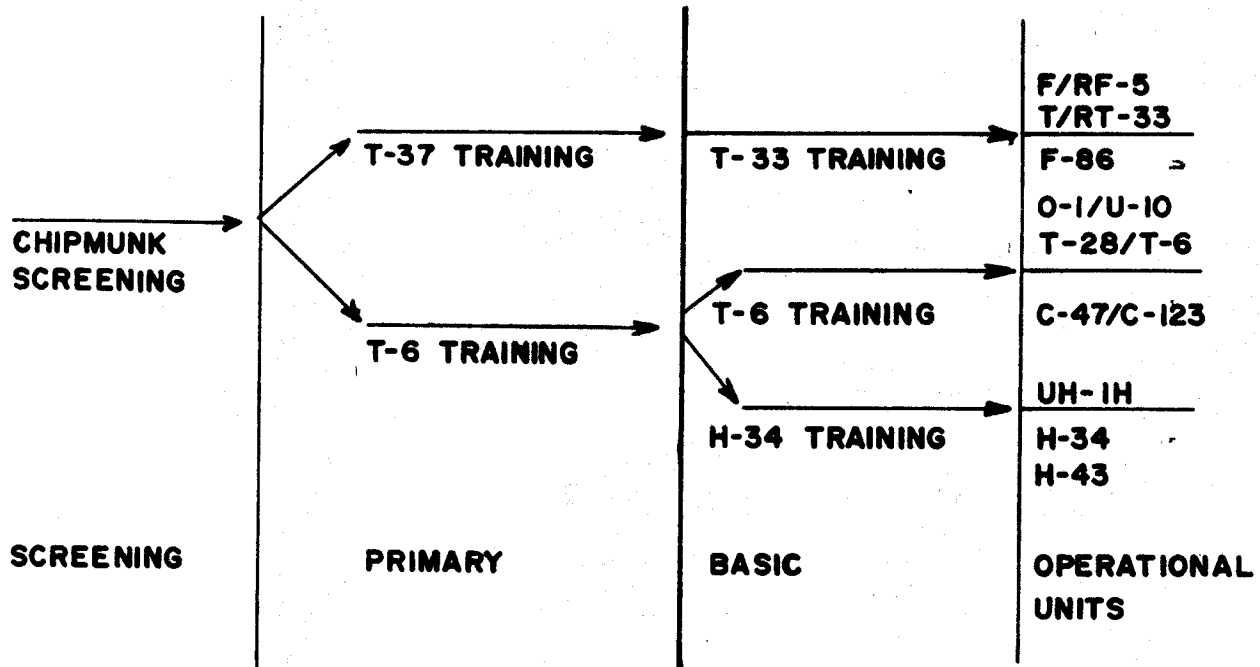 CHIPMUNK
SCREENING
T-37 TRAINING
T-6 TRAINING
T-33 TRAINING
T-6 TRAINING
H-34 TRAINING
F/RF-5
T/RT-33
F-86
O-1/U-10
T-28/T-6
C-47/C-123
UH-1H
H-34
H-43
SCREENING
PRIMARY
BASIC
OPERATIONAL
UNITS